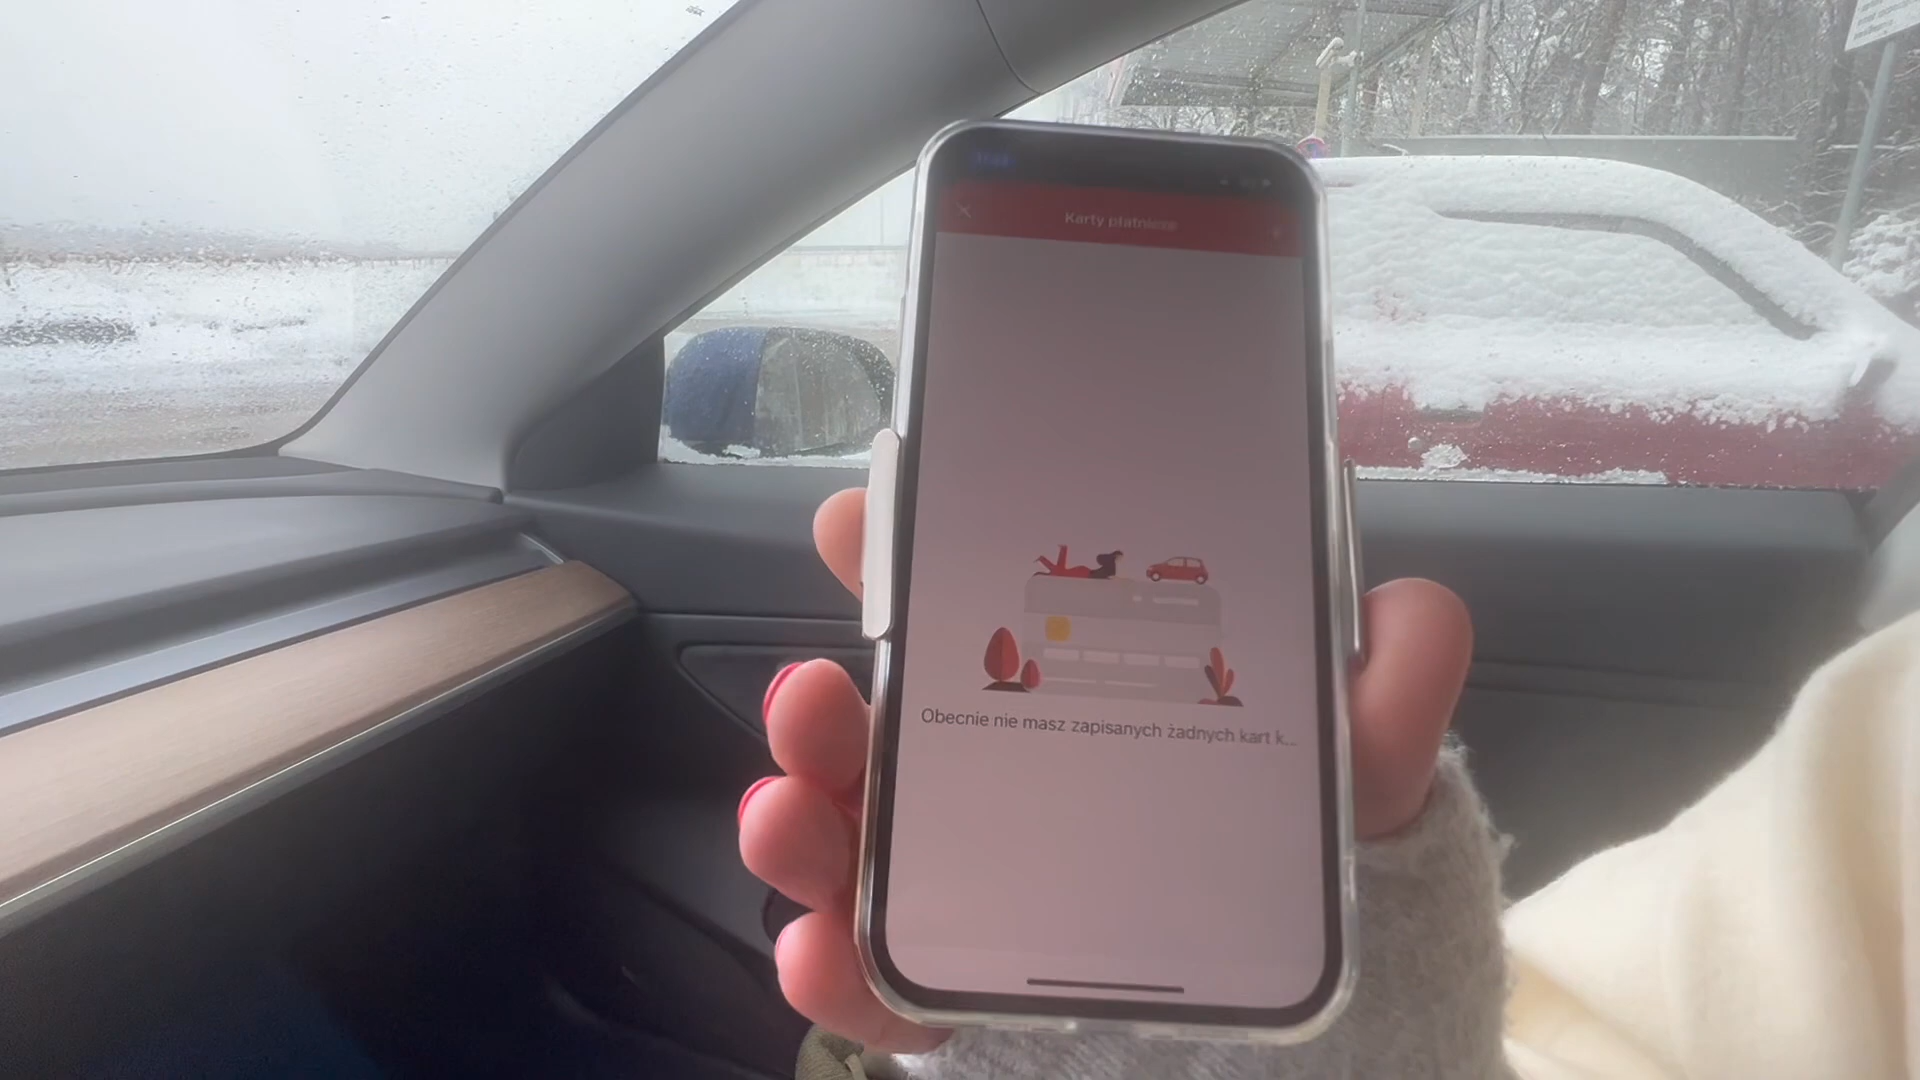 Karty płatnicze
Obecnie nie masz zapisanych żadnych kart k...